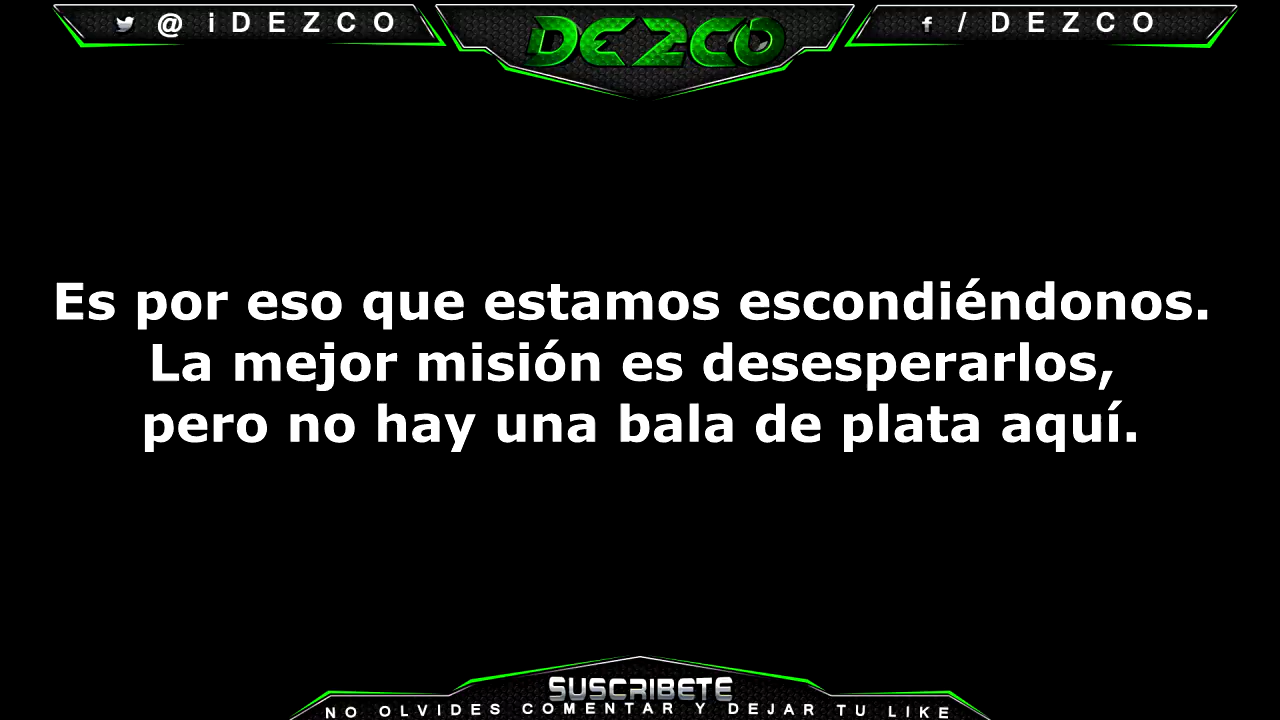 @iDEZCO
DEZCO
/DEZCO
Es por eso que estamos escondiéndonos.
La mejor misión es desesperarlos,
pero no hay una bala de plata aquí.
SUSCRIBETE
NO OLVIDES COMENTAR Y DEJAR TU LIKE